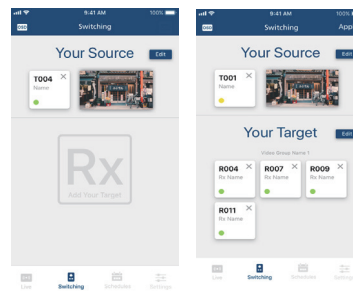 9:41 AM
100%
Switching
Your Source
Edit
T004
Name
Rx
Add Your Target
Live
Switching
Schedules
Settings
9:41 AM
100%
Switching
App
Your Source
Edit
T001
Name
Your Target
Edit
Video Group Name 1
R004
Rx Name
R007
Rx Name
R009
Rx Name
R011
Rx Name
Live
Switching
Schedules
Settings